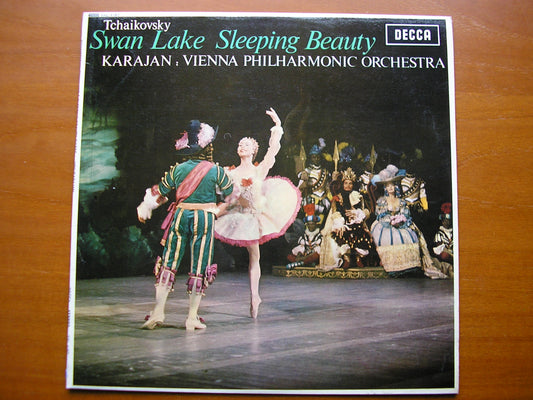 Tchaikovsky
Swan Lake Sleeping Beauty
DECCA
KARAJAN : VIENNA PHILHARMONIC ORCHESTRA